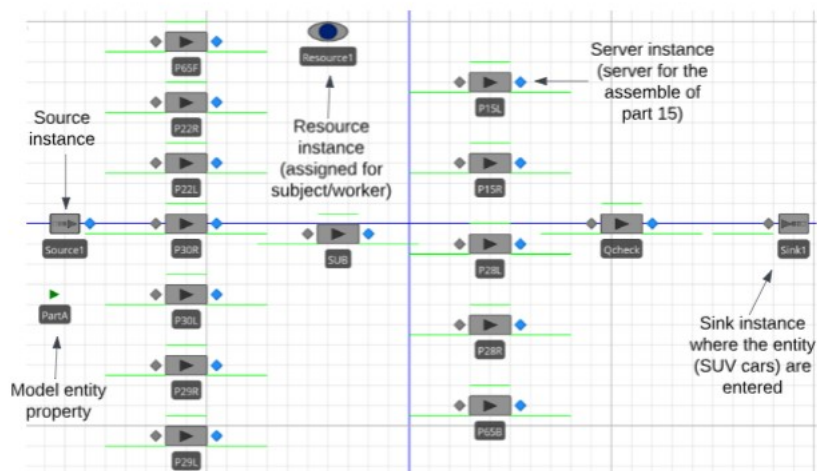 P65F
P22R
P22L
Source
instance
Source1
P30R
PartA
P30L
Model entity
property
P29R
P29L
Resource1
Resource
instance
(assigned for
subject/worker)
SUB
Server instance
(server for the
assemble of
part 15)
P15L
P15R
P28L
P28R
P65B
Qcheck
Sink1
Sink instance
where the entity
(SUV cars) are
entered